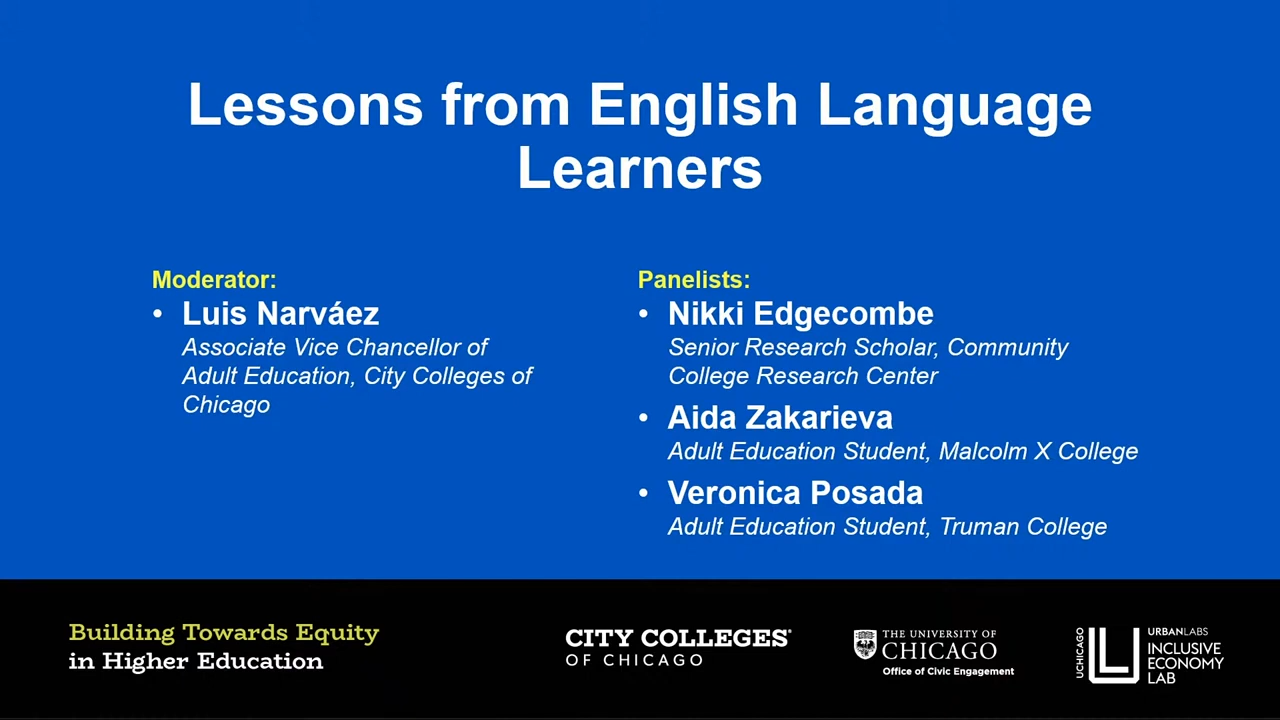 Lessons from English Language
Learners
Moderator:
• Luis Narváez
Associate Vice Chancellor of
Adult Education, City Colleges of
Chicago
Panelists:
• Nikki Edgecombe
Senior Research Scholar, Community
College Research Center
• Aida Zakarieva
Adult Education Student, Malcolm X College
• Veronica Posada
Adult Education Student, Truman College
Building Towards Equity
in Higher Education
CITY COLLEGES®
OF CHICAGO
THE UNIVERSITY OF
CHICAGO
Office of Civic Engagement
UCHICAGO
URBANLABS
INCLUSIVE
ECONOMY
LAB